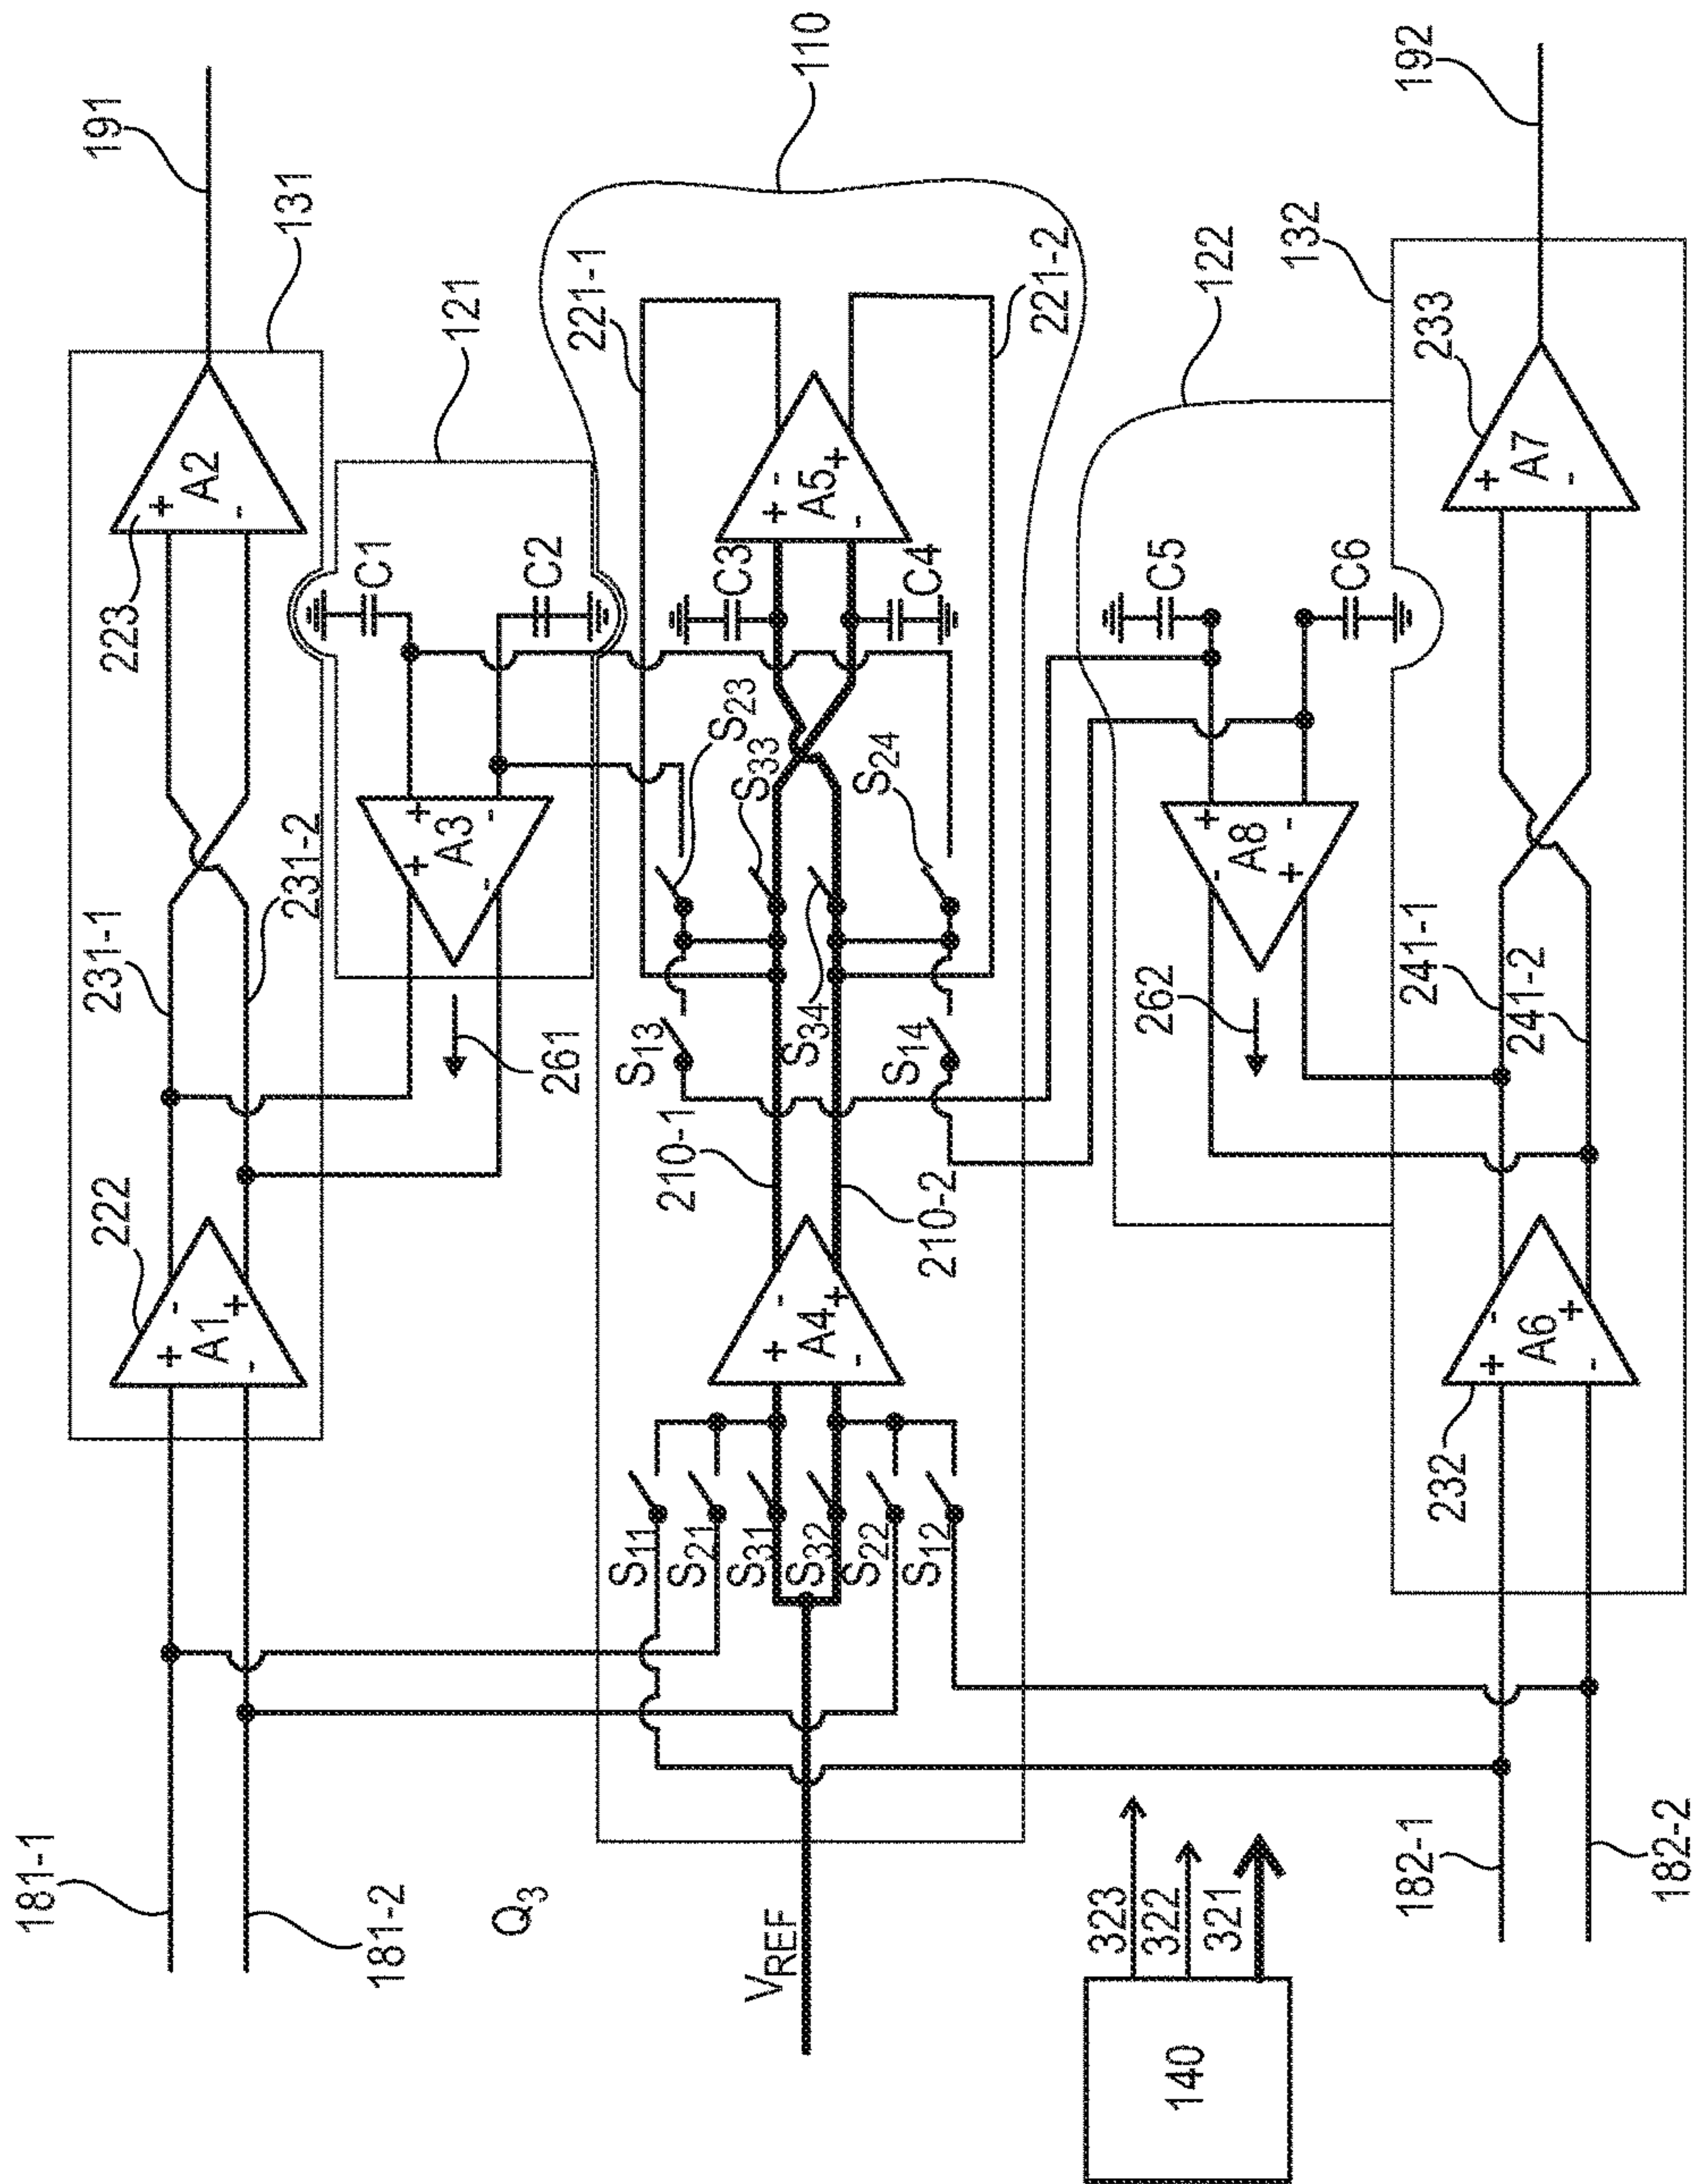 191
131
223
+
A2
-
231-1
231-2
222
+
-
A1
-
+
181-1
181-2
121
C1
C2
+
-
A3
+
-
261
110
221-1
221-2
+
-
A5
-
+
C3
C4
S23
S33
S24
S34
S13
S14
210-1
210-2
-
+
A4
+
-
S11
S21
S31
S32
S22
S12
VREF
Q3
122
C5
C6
+
-
A8
-
+
262
192
132
233
+
A7
-
241-1
241-2
232
+
-
A6
-
+
182-1
182-2
323
322
321
140